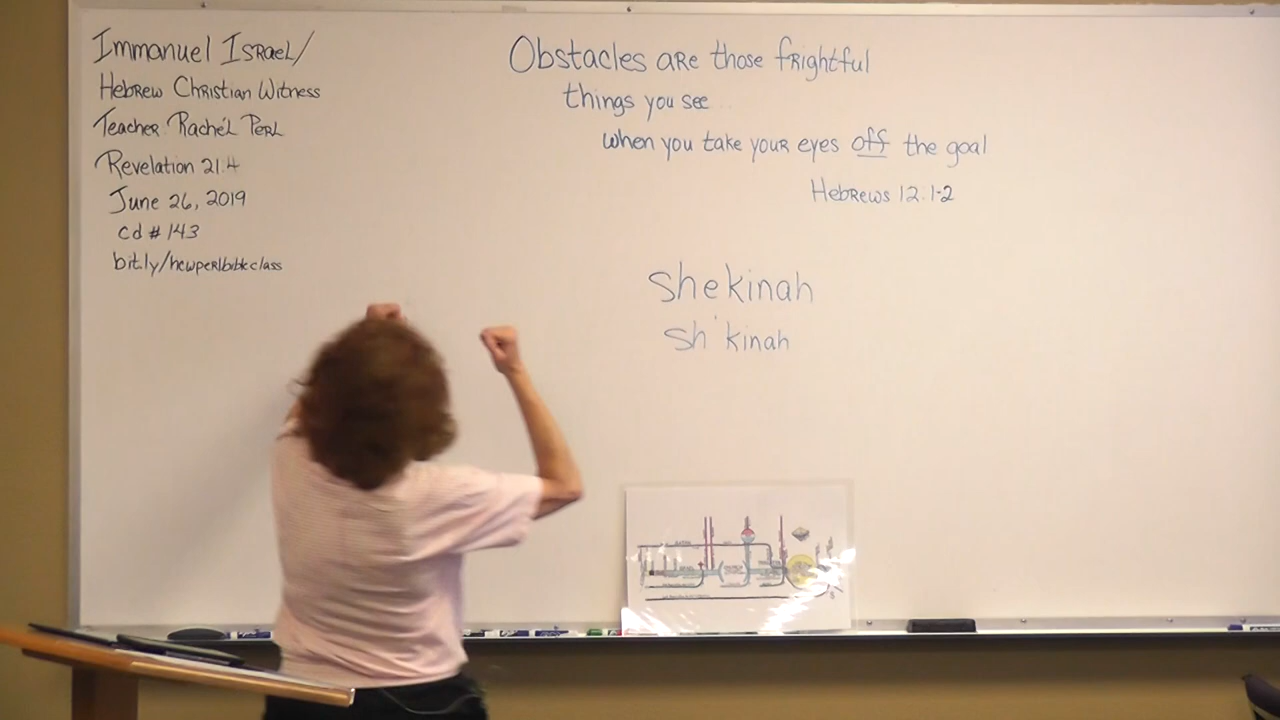 Immanuel Israel/
Hebrew Christian Witness
Teacher Rachél Perl
Revelation 21.4
June 26, 2019
cd # 143
bit.ly/newperlbibleclass
Obstacles are those frightful
things you see..
when you take your eyes off the goal
Hebrews 12.1-2
shekinah
sh'kinah